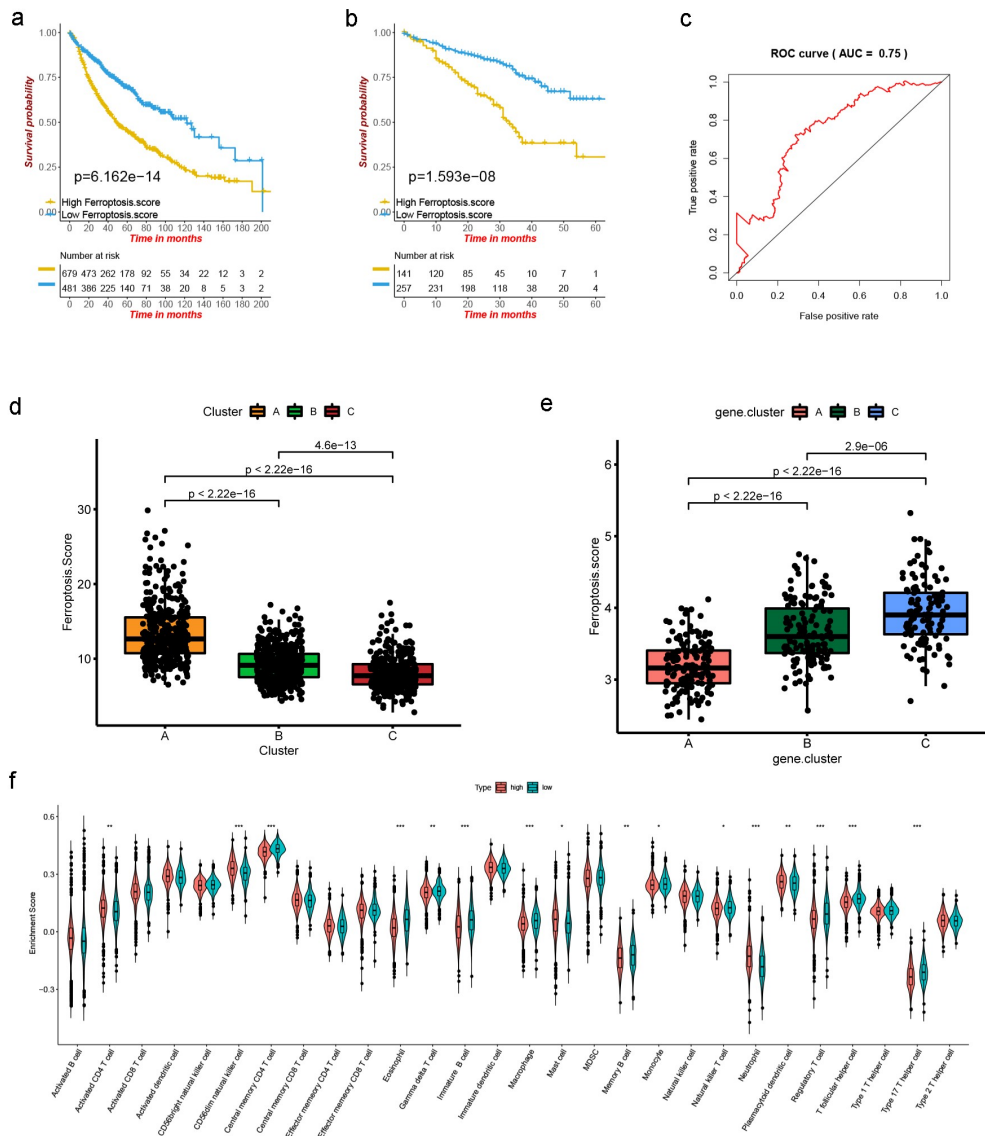 a
1.00
0.75
0.50
0.25
0.00
Survival probability
p=6.162e−14
High Ferroptosis.score
Low Ferroptosis.score
0 20 40 60 80 100 120 140 160 180 200
Time in months
Number at risk
679 473 262 178 92 55 34 22 12 3 2
481 386 225 140 71 38 20 8 5 3 2
0 20 40 60 80 100 120 140 160 180 200
Time in months
b
1.00
0.75
0.50
0.25
0.00
Survival probability
p=1.593e−08
High Ferroptosis.score
Low Ferroptosis.score
0 10 20 30 40 50 60
Time in months
Number at risk
141 120 85 45 10 7 1
257 231 198 118 38 20 4
0 10 20 30 40 50 60
Time in months
c
ROC curve ( AUC = 0.75 )
True positive rate
1.0
0.8
0.6
0.4
0.2
0.0
0.0 0.2 0.4 0.6 0.8 1.0
False positive rate
d
Cluster A B C
4.6e−13
p < 2.22e−16
p < 2.22e−16
Ferroptosis.Score
30
20
10
A B C
Cluster
e
gene.cluster A B C
2.9e−06
p < 2.22e−16
p < 2.22e−16
Ferroptosis.score
6
5
4
3
A B C
gene.cluster
f
Type high low
Enrichment Score
0.6
0.3
0.0
−0.3
** *** *** *** ** *** *** * ** * * *** ** *** *** ***
Activated B cell
Activated CD4 T cell
Activated CD8 T cell
Activated dendritic cell
CD56bright natural killer cell
CD56dim natural killer cell
Central memory CD4 T cell
Central memory CD8 T cell
Effector memeory CD4 T cell
Effector memeory CD8 T cell
Eosinophil
Gamma delta T cell
Immature B cell
Immature dendritic cell
Macrophage
Mast cell
MDSC
Memory B cell
Monocyte
Natural killer cell
Natural killer T cell
Neutrophil
Plasmacytoid dendritic cell
Regulatory T cell
T follicular helper cell
Type 1 T helper cell
Type 17 T helper cell
Type 2 T helper cell